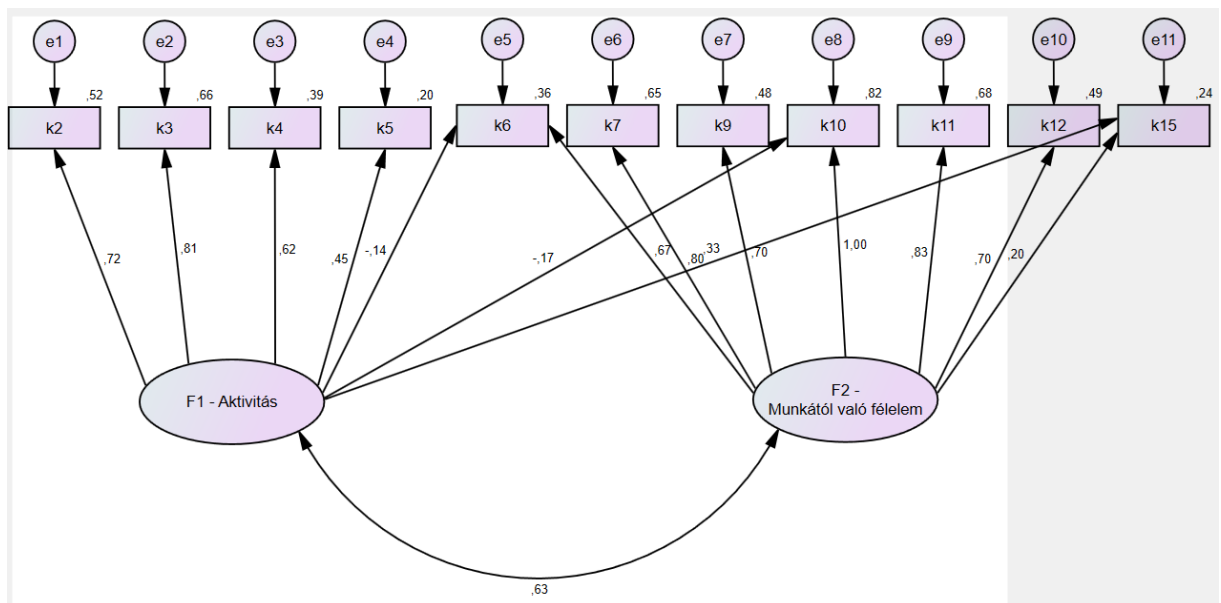 e1 e2 e3 e4 e5 e6 e7 e8 e9 e10 e11
,52 ,66 ,39 ,20 ,36 ,65 ,48 ,82 ,68 ,49 ,24
k2 k3 k4 k5 k6 k7 k9 k10 k11 k12 k15
,72 ,81 ,62 ,45 -,14 -,17 ,67 ,80 ,33 ,70 1,00 ,83 ,70 ,20
F1 - Aktivitás
F2 -
Munkától való félelem
,63